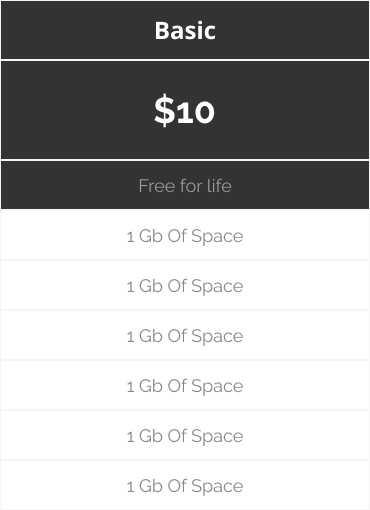 Basic
$10
Free for life
1 Gb Of Space
1 Gb Of Space
1 Gb Of Space
1 Gb Of Space
1 Gb Of Space
1 Gb Of Space